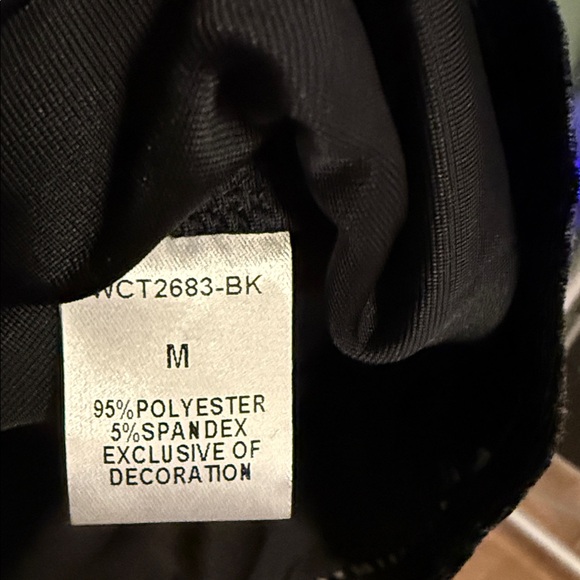 WCT2683-BK
M
95%POLYESTER
5%SPANDEX
EXCLUSIVE OF
DECORATION